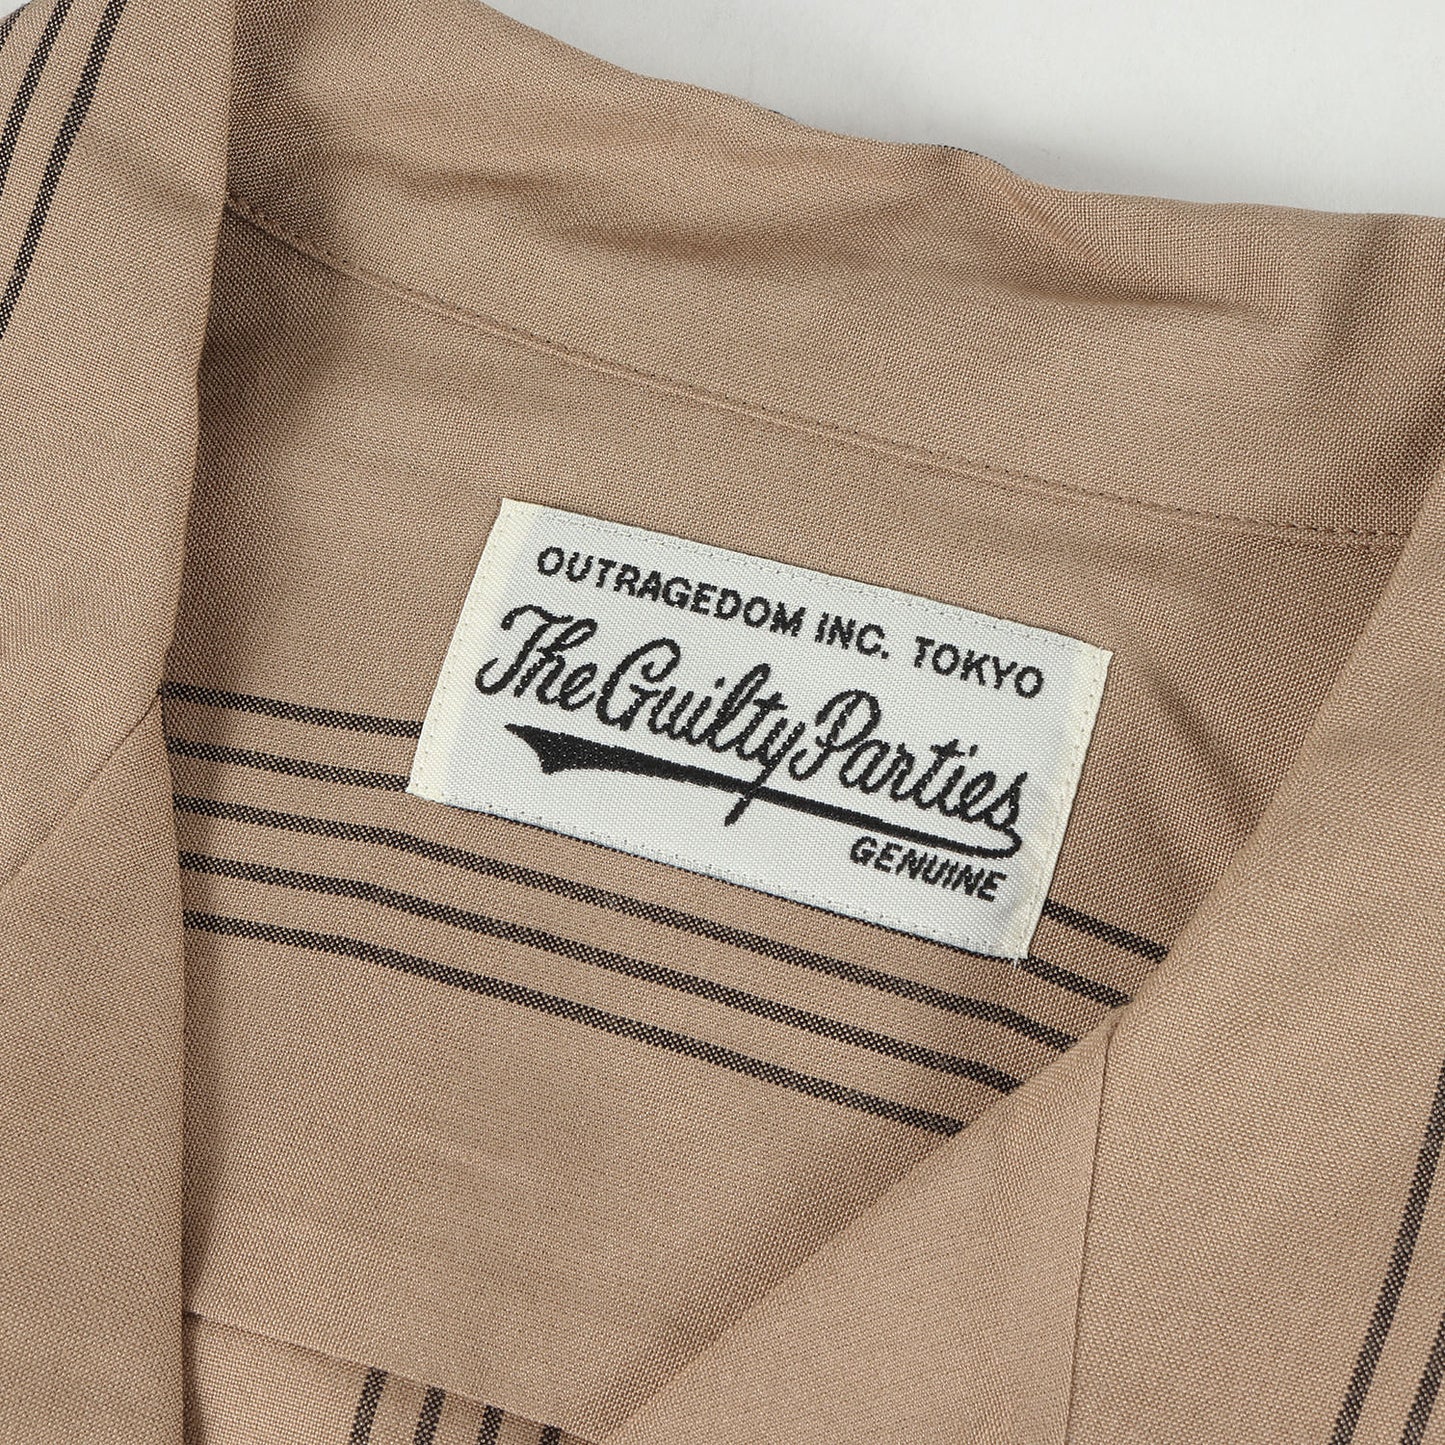 OUTRAGEDOM INC. TOKYO
The Guilty Parties
GENUINE